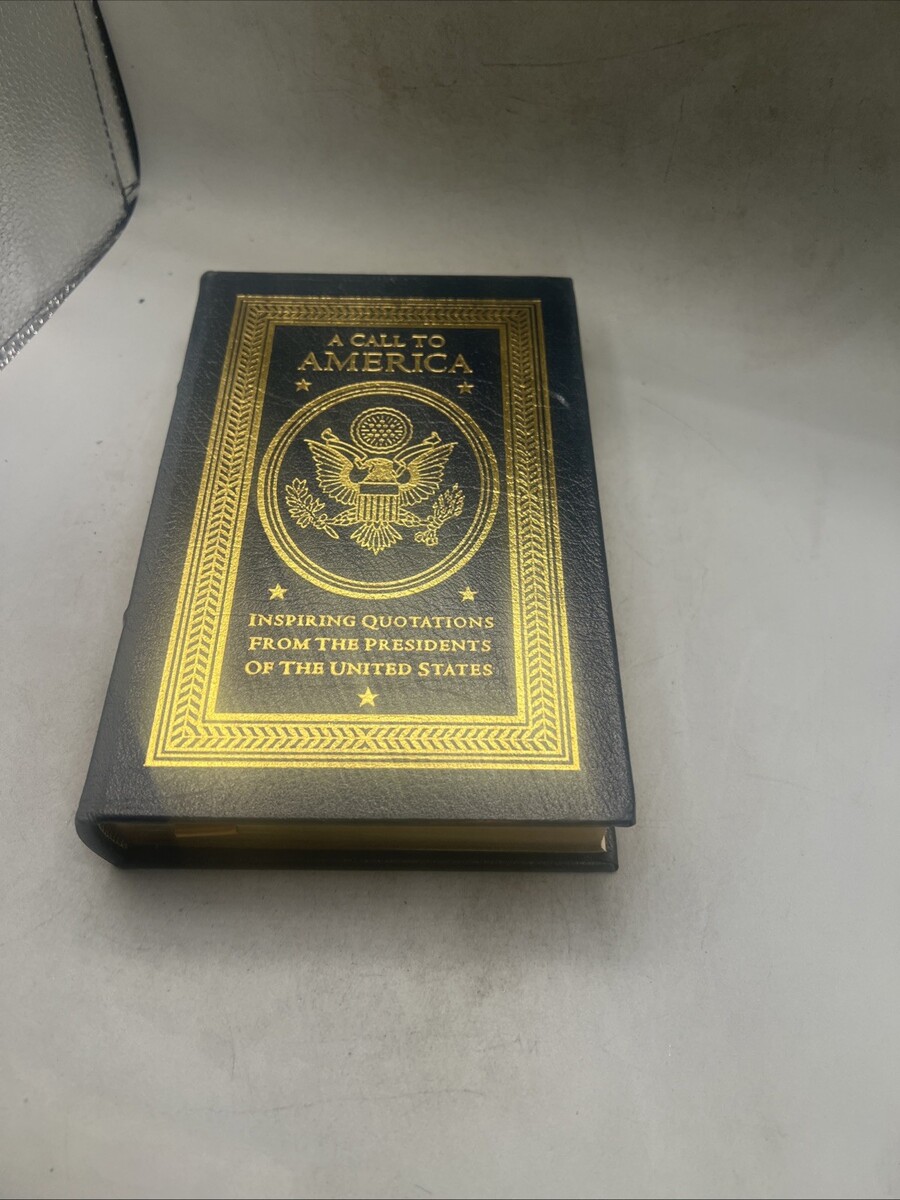 A CALL TO
AMERICA
INSPIRING QUOTATIONS
FROM THE PRESIDENTS
OF THE UNITED STATES